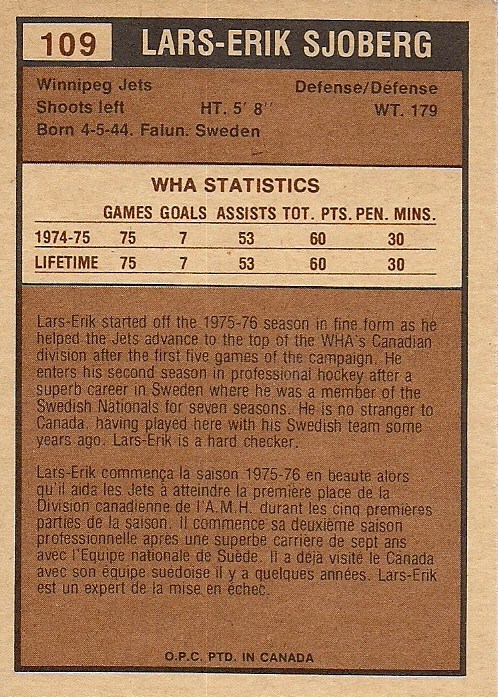 109 LARS-ERIK SJOBERG
Winnipeg Jets Defense/Défense
Shoots left HT. 5' 8" WT. 179
Born 4-5-44. Falun. Sweden
WHA STATISTICS
GAMES GOALS ASSISTS TOT. PTS. PEN. MINS.
1974-75 75 7 53 60 30
LIFETIME 75 7 53 60 30
Lars-Erik started off the 1975-76 season in fine form as he
helped the Jets advance to the top of the WHA's Canadian
division after the first five games of the campaign. He
enters his second season in professional hockey after a
superb career in Sweden where he was a member of the
Swedish Nationals for seven seasons. He is no stranger to
Canada, having played here with his Swedish team some
years ago. Lars-Erik is a hard checker.
Lars-Erik commença la saison 1975-76 en beaute alors
qu'il aida les Jets à atteindre la première place de la
Division canadienne de l'A.M.H. durant les cinq premières
parties de la saison. Il commence sa deuxième saison
professionnelle après une superbe carrière de sept ans
avec l'Equipe nationale de Suède. Il a déjà visité le Canada
avec son équipe suédoise il y a quelques années. Lars-Erik
est un expert de la mise en échec.
O.P.C. PTD. IN CANADA